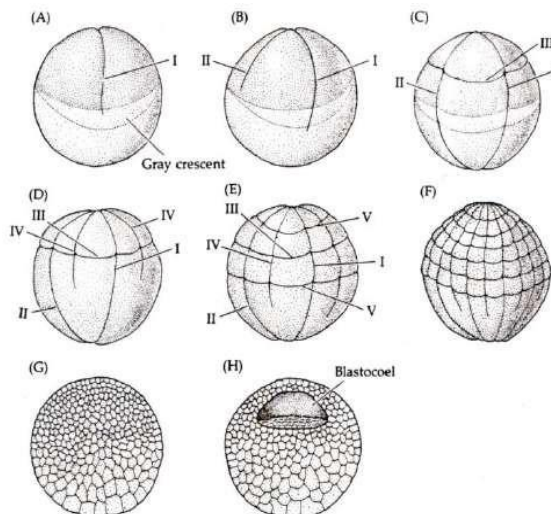 (A)
I
Gray crescent
(B)
II
I
(C)
III
II
I
(D)
III
IV
IV
I
II
(E)
III
V
IV
I
II
V
(F)
(G)
(H)
Blastocoel